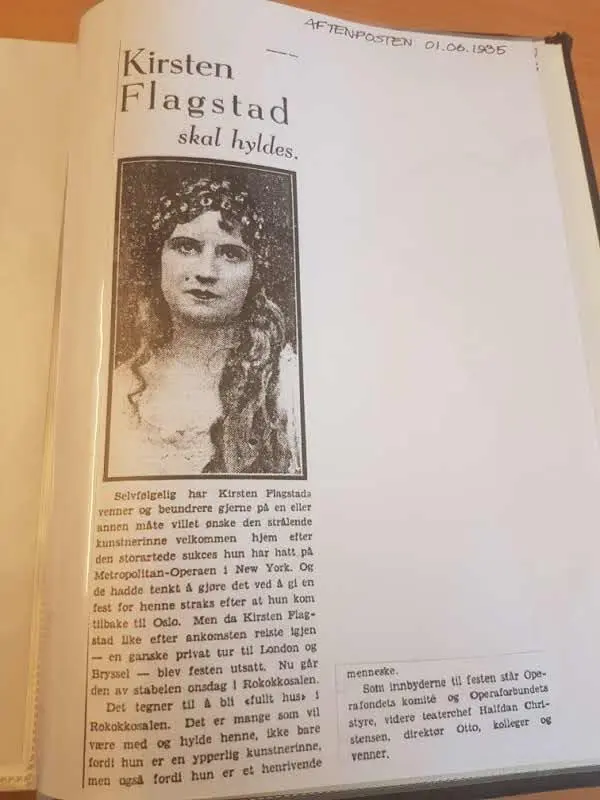 AFTENPOSTEN 01.06.1935
Kirsten
Flagstad
skal hyldes.
Selvfølgelig har Kirsten Flagstads
venner og beundrere gjerne på en eller
annen måte villet ønske den strålende
kunstnerinne velkommen hjem efter
den storartede sukces hun har hatt på
Metropolitan-Operaen i New York. Og
de hadde tenkt å gjøre det ved å gi en
fest for henne straks efter at hun kom
tilbake til Oslo. Men da Kirsten Flag-
stad like efter ankomsten reiste igjen
— en ganske privat tur til London og
Bryssel — blev festen utsatt. Nu går
den av stabelen onsdag i Rokokkosalen.
Det tegner til å bli «fullt hus» i
Rokokkosalen. Det er mange som vil
være med og hylde henne, ikke bare
fordi hun er en ypperlig kunstnerinne,
men også fordi hun er et henrivende
menneske.
Som innbyderne til festen står Ope-
rafondets komité og Operaforbundets
styre, videre teaterchef Halfdan Chri-
stensen, direktør Otto, kolleger og
venner.